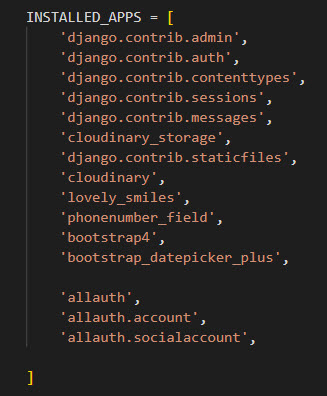 INSTALLED_APPS = [
    'django.contrib.admin',
    'django.contrib.auth',
    'django.contrib.contenttypes',
    'django.contrib.sessions',
    'django.contrib.messages',
    'cloudinary_storage',
    'django.contrib.staticfiles',
    'cloudinary',
    'lovely_smiles',
    'phonenumber_field',
    'bootstrap4',
    'bootstrap_datepicker_plus',

    'allauth',
    'allauth.account',
    'allauth.socialaccount',

]